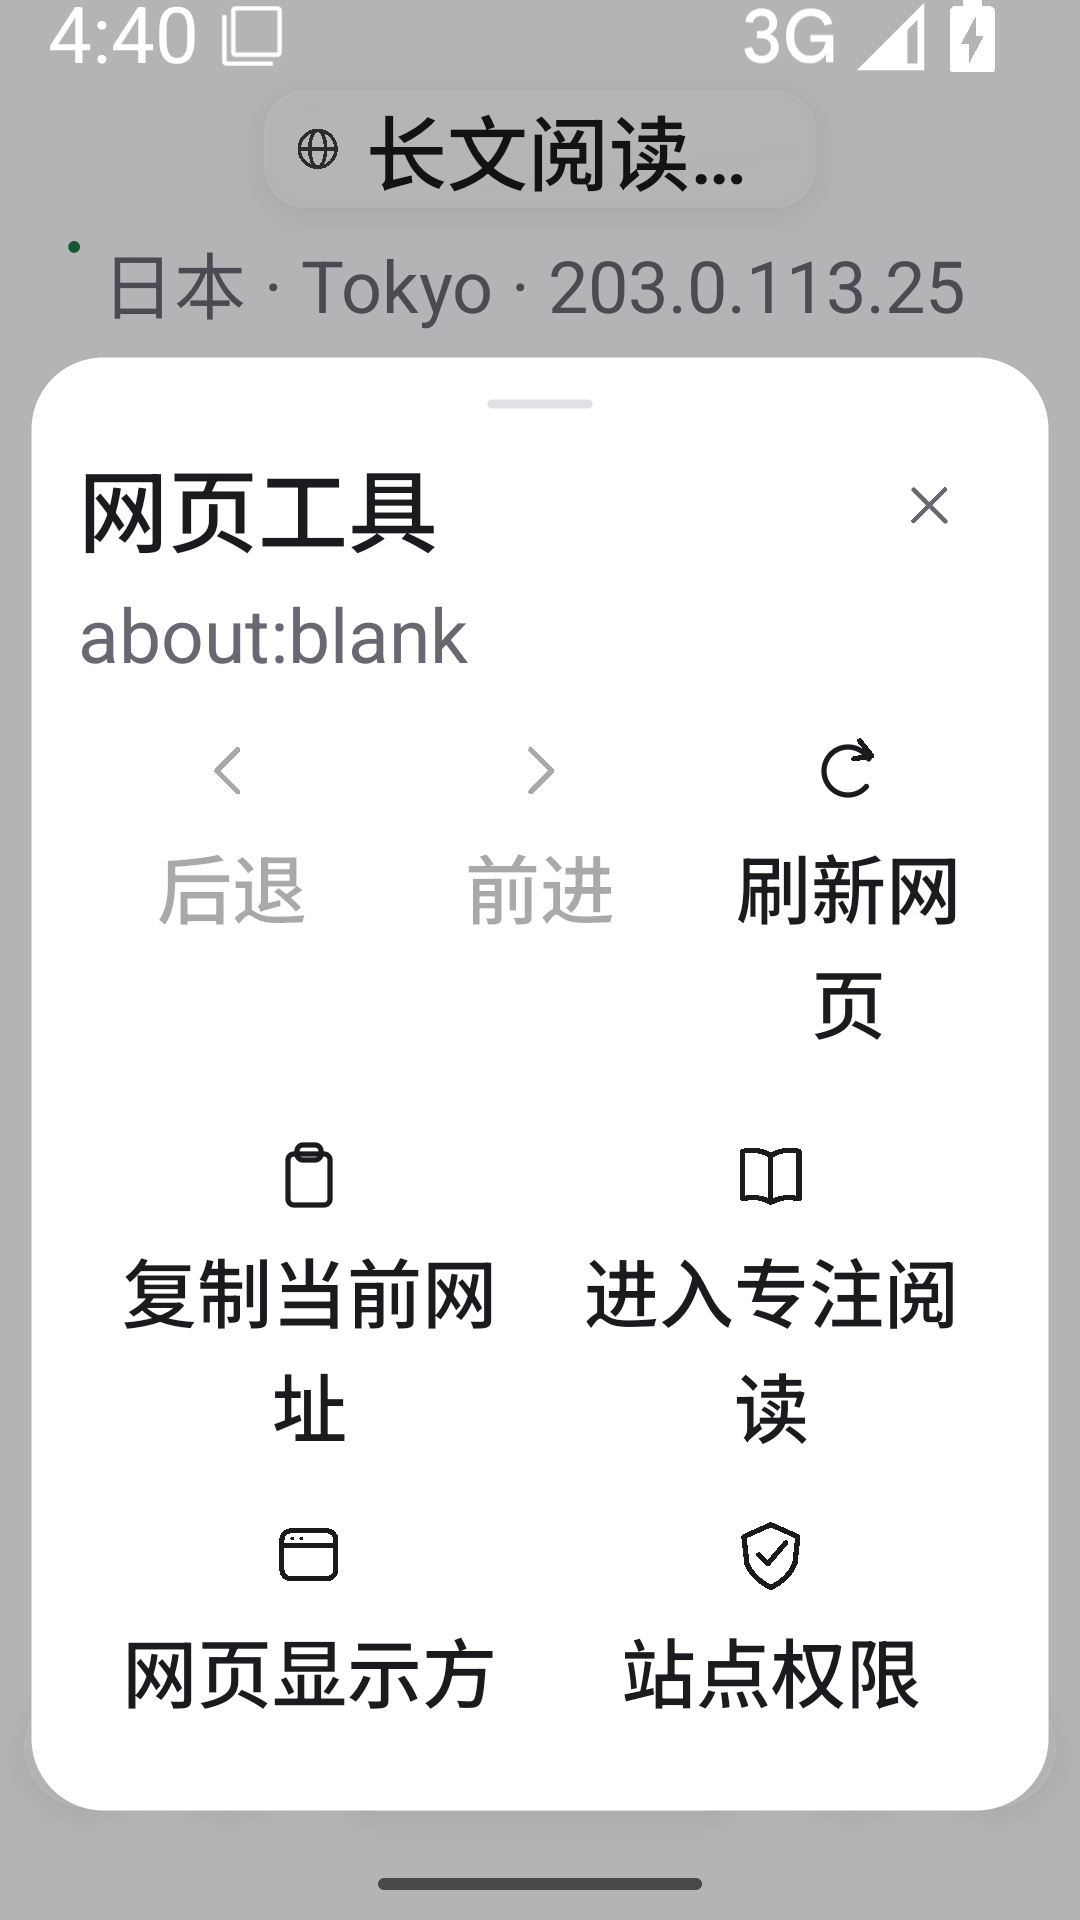 4:40 3G
长文阅读…
日本 · Tokyo · 203.0.113.25
网页工具
about:blank
后退 前进 刷新网
页
复制当前网 进入专注阅
址 读
网页显示方 站点权限